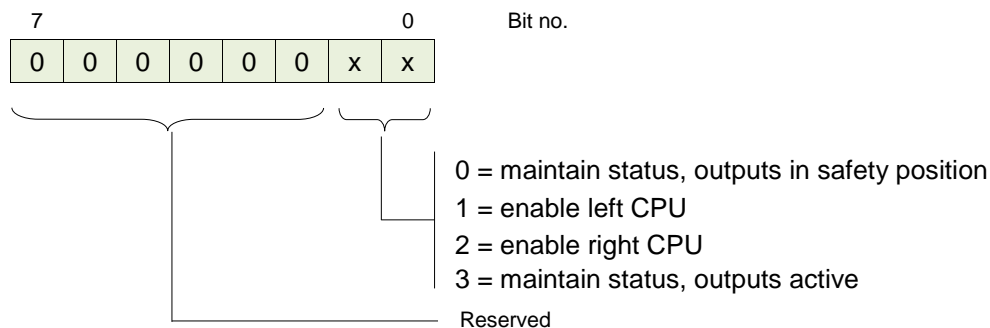 7 0 Bit no.
0 0 0 0 0 0 x x
0 = maintain status, outputs in safety position
1 = enable left CPU
2 = enable right CPU
3 = maintain status, outputs active
Reserved